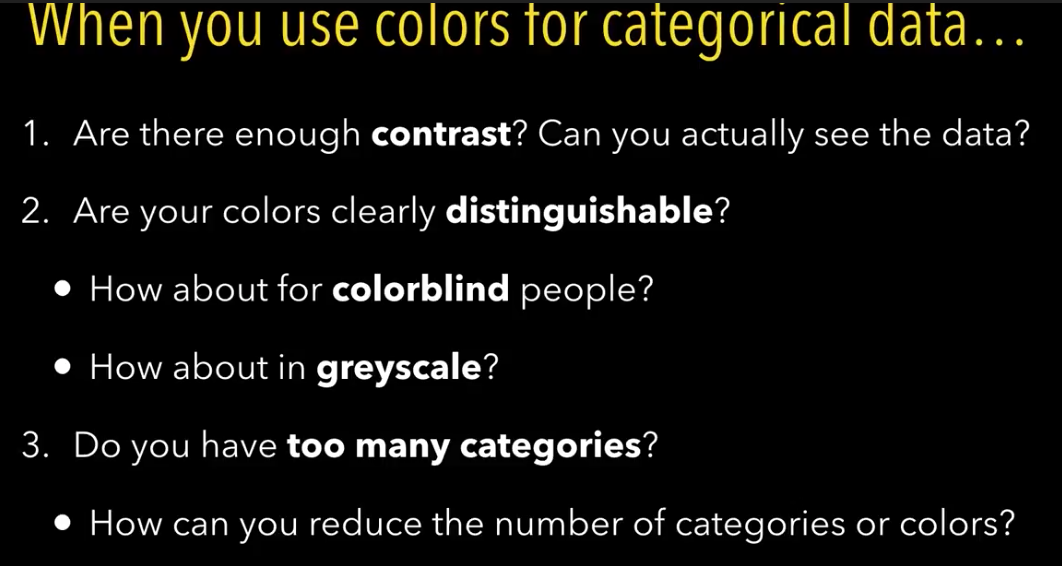 When you use colors for categorical data...
1. Are there enough contrast? Can you actually see the data?
2. Are your colors clearly distinguishable?
• How about for colorblind people?
• How about in greyscale?
3. Do you have too many categories?
• How can you reduce the number of categories or colors?